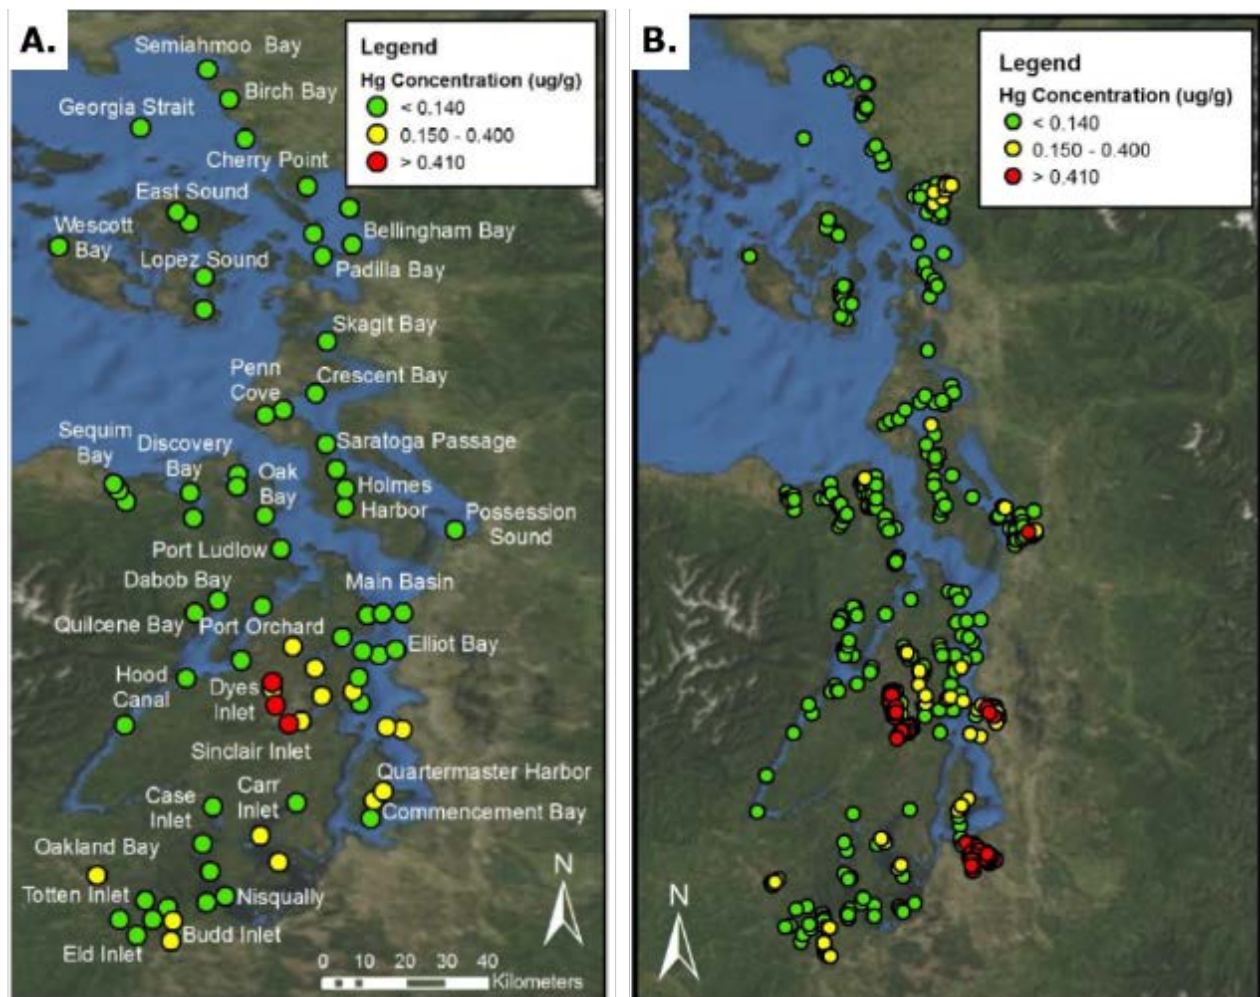 A.
Legend
Hg Concentration (ug/g)
< 0.140
0.150 - 0.400
> 0.410
Semiahmoo Bay
Birch Bay
Georgia Strait
Cherry Point
East Sound
Wescott
Bay
Bellingham Bay
Lopez Sound
Padilla Bay
Skagit Bay
Penn
Cove
Crescent Bay
Sequim
Bay
Discovery
Bay
Saratoga Passage
Oak
Bay
Holmes
Harbor
Possession
Sound
Port Ludlow
Dabob Bay
Main Basin
Quilcene Bay
Port Orchard
Elliot Bay
Hood
Canal
Dyes
Inlet
Sinclair Inlet
Quartermaster Harbor
Case
Inlet
Carr
Inlet
Commencement Bay
Oakland Bay
Totten Inlet
Nisqually
Budd Inlet
Eld Inlet
N
0 10 20 40
Kilometers
B.
Legend
Hg Concentration (ug/g)
< 0.140
0.150 - 0.400
> 0.410
N